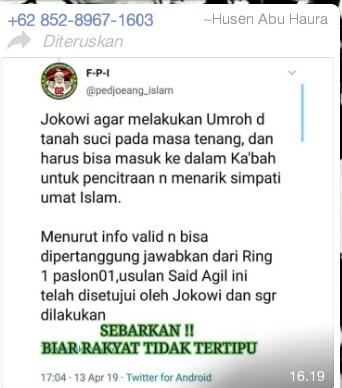 +62 852-8967-1603 ~Husen Abu Haura
Diteruskan
F-P-I
@pedjoeang_islam
Jokowi agar melakukan Umroh d
tanah suci pada masa tenang, dan
harus bisa masuk ke dalam Ka'bah
untuk pencitraan n menarik simpati
umat Islam.
Menurut info valid n bisa
dipertanggung jawabkan dari Ring
1 paslon01,usulan Said Agil ini
telah disetujui oleh Jokowi dan sgr
dilakukan
SEBARKAN !!
BIAR RAKYAT TIDAK TERTIPU
17:04 · 13 Apr 19 · Twitter for Android
16.19